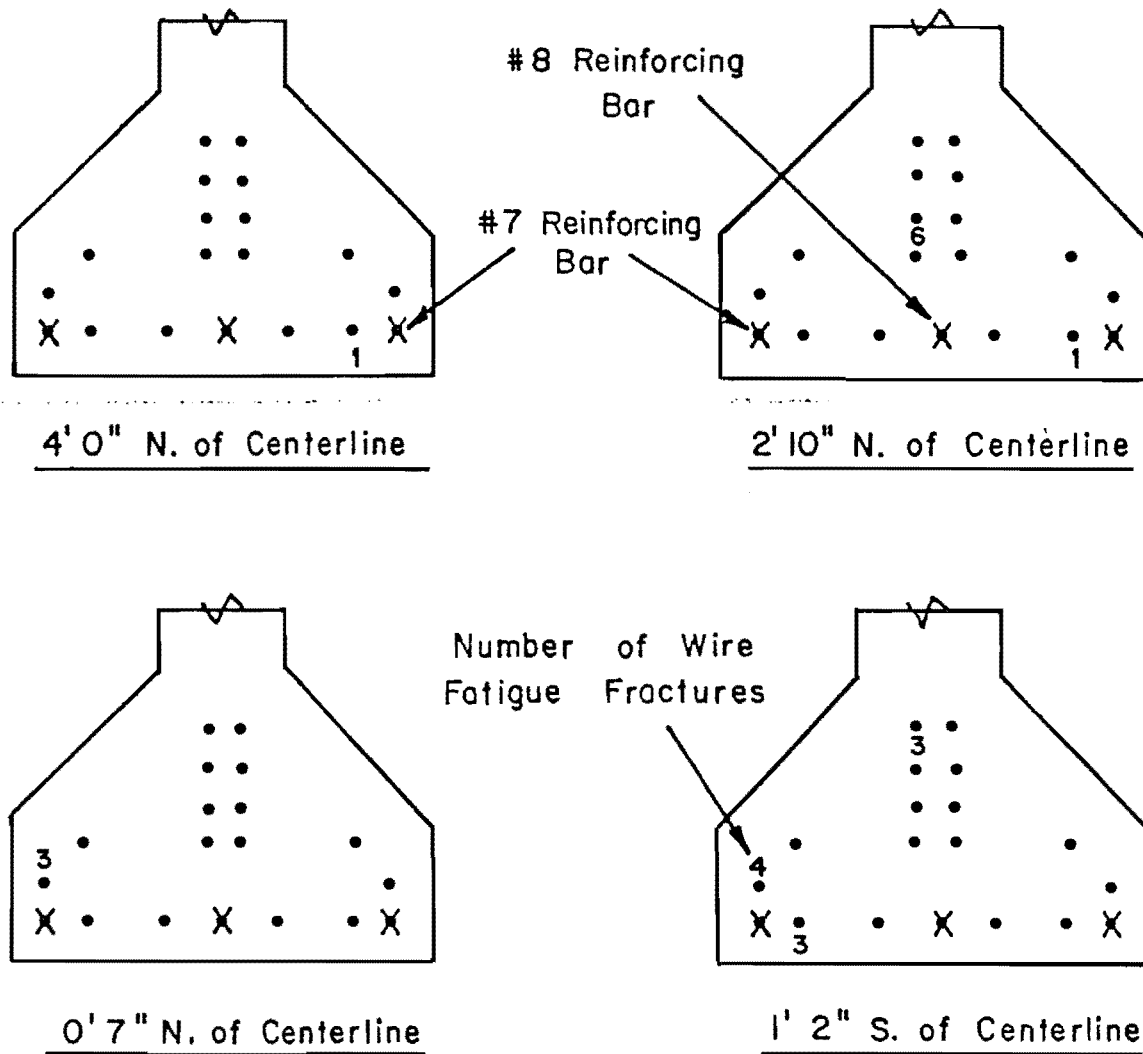 #8 Reinforcing
Bar
#7 Reinforcing
Bar
6
1
1
4' 0" N. of Centerline
2' 10" N. of Centerline
Number of Wire
Fatigue Fractures
3
3
4
3
0' 7" N. of Centerline
1' 2" S. of Centerline